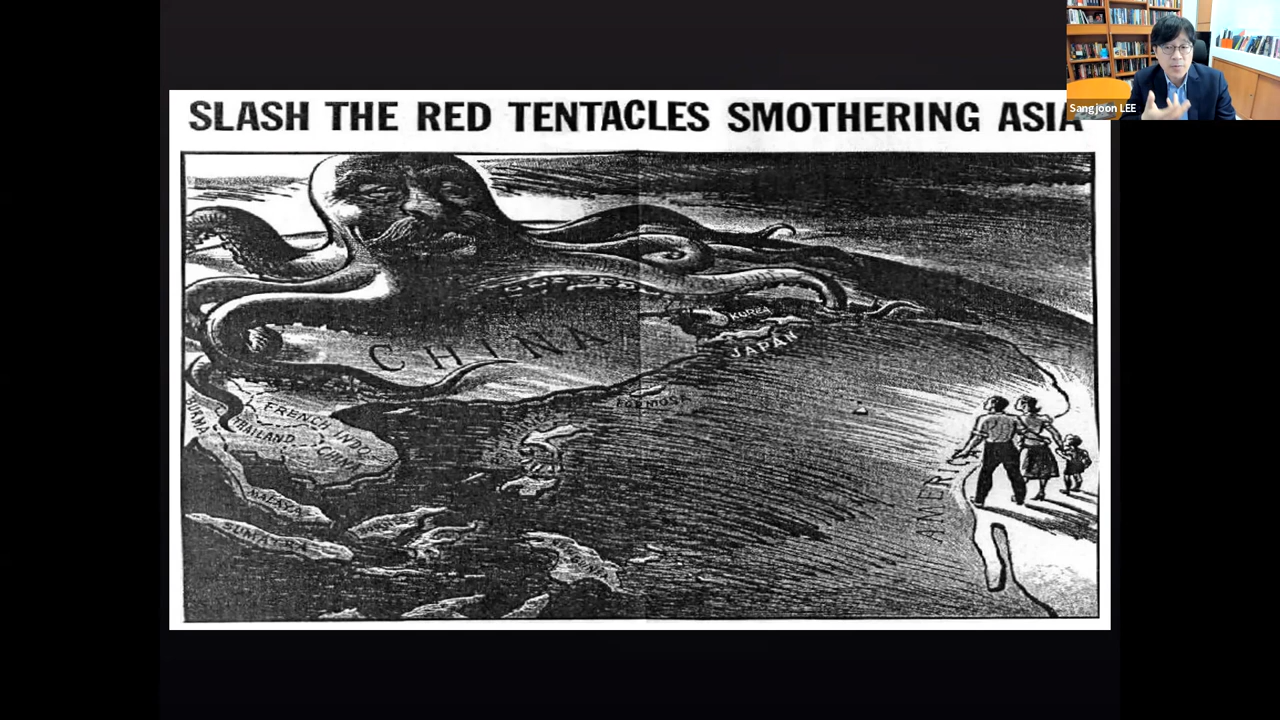 SLASH THE RED TENTACLES SMOTHERING ASIA
Sangjoon LEE
CHINA
KOREA
JAPAN
FORMOSA
BURMA
FRENCH INDO-
THAILAND
CHINA
MALAYA
SUMATRA
AMERI